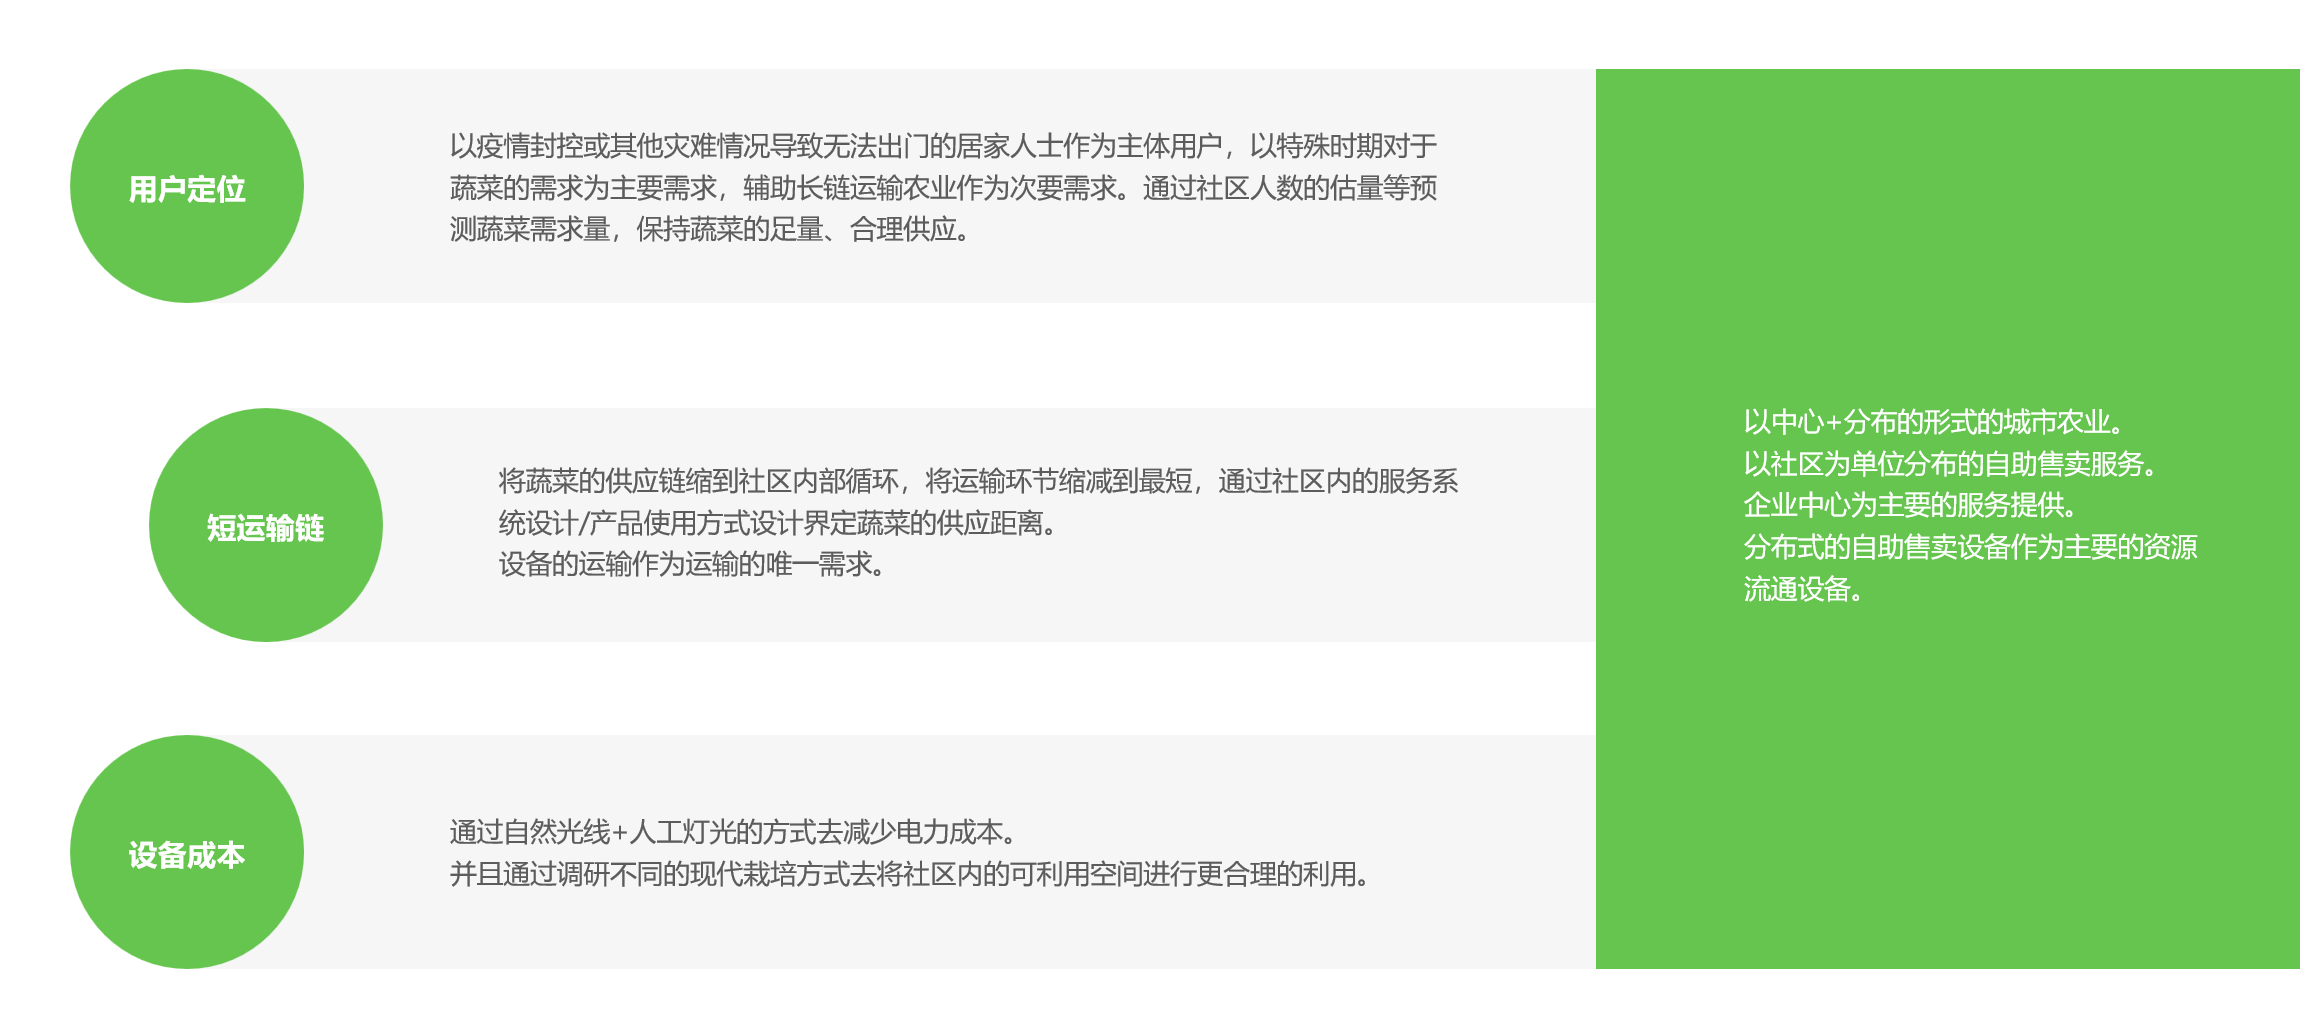 用户定位
以疫情封控或其他灾难情况导致无法出门的居家人士作为主体用户，以特殊时期对于
蔬菜的需求为主要需求，辅助长链运输农业作为次要需求。通过社区人数的估量等预
测蔬菜需求量，保持蔬菜的足量、合理供应。
短运输链
将蔬菜的供应链缩到社区内部循环，将运输环节缩减到最短，通过社区内的服务系
统设计/产品使用方式设计界定蔬菜的供应距离。
设备的运输作为运输的唯一需求。
设备成本
通过自然光线+人工灯光的方式去减少电力成本。
并且通过调研不同的现代栽培方式去将社区内的可利用空间进行更合理的利用。
以中心+分布的形式的城市农业。
以社区为单位分布的自助售卖服务。
企业中心为主要的服务提供。
分布式的自助售卖设备作为主要的资源
流通设备。